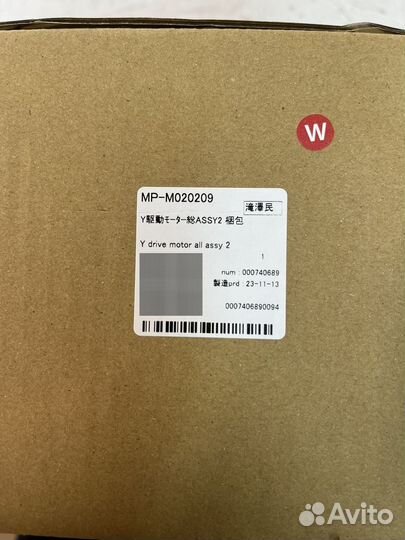 W
MP-M020209
滝澤民
Y駆動ﾓｰﾀｰ総ASSY2 梱包
Y drive motor all assy 2
1
num : 000740689
製造prd : 23-11-13
0007406890094
Avito